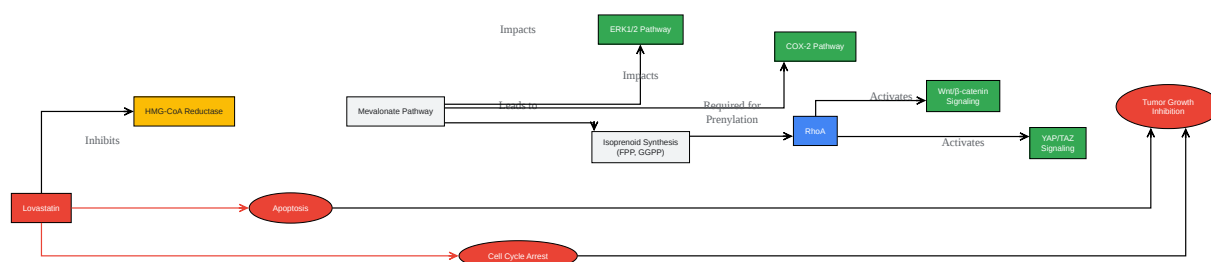 Impacts
ERK1/2 Pathway
COX-2 Pathway
Impacts
HMG-CoA Reductase
Mevalonate Pathway
Leads to
Required for
Prenylation
Activates
Wnt/β-catenin
Signaling
Tumor Growth
Inhibition
Inhibits
Isoprenoid Synthesis
(FPP, GGPP)
RhoA
Activates
YAP/TAZ
Signaling
Lovastatin
Apoptosis
Cell Cycle Arrest